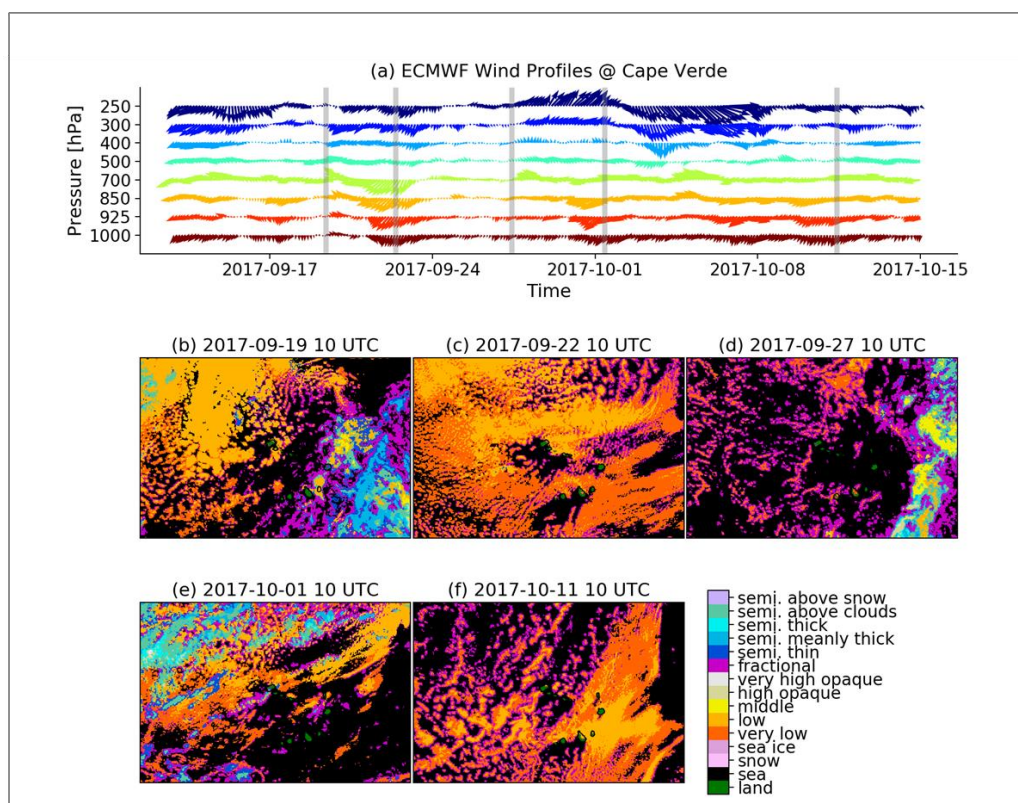 (a) ECMWF Wind Profiles @ Cape Verde
Pressure [hPa]
250
300
400
500
700
850
925
1000
2017-09-17 2017-09-24 2017-10-01 2017-10-08 2017-10-15
Time
(b) 2017-09-19 10 UTC (c) 2017-09-22 10 UTC (d) 2017-09-27 10 UTC
(e) 2017-10-01 10 UTC (f) 2017-10-11 10 UTC
semi. above snow
semi. above clouds
semi. thick
semi. meanly thick
semi. thin
fractional
very high opaque
high opaque
middle
low
very low
sea ice
snow
sea
land